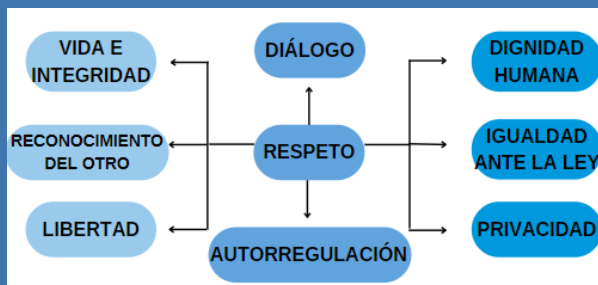 VIDA E
INTEGRIDAD
DIÁLOGO
DIGNIDAD
HUMANA
RECONOCIMIENTO
DEL OTRO
RESPETO
IGUALDAD
ANTE LA LEY
LIBERTAD
AUTORREGULACIÓN
PRIVACIDAD